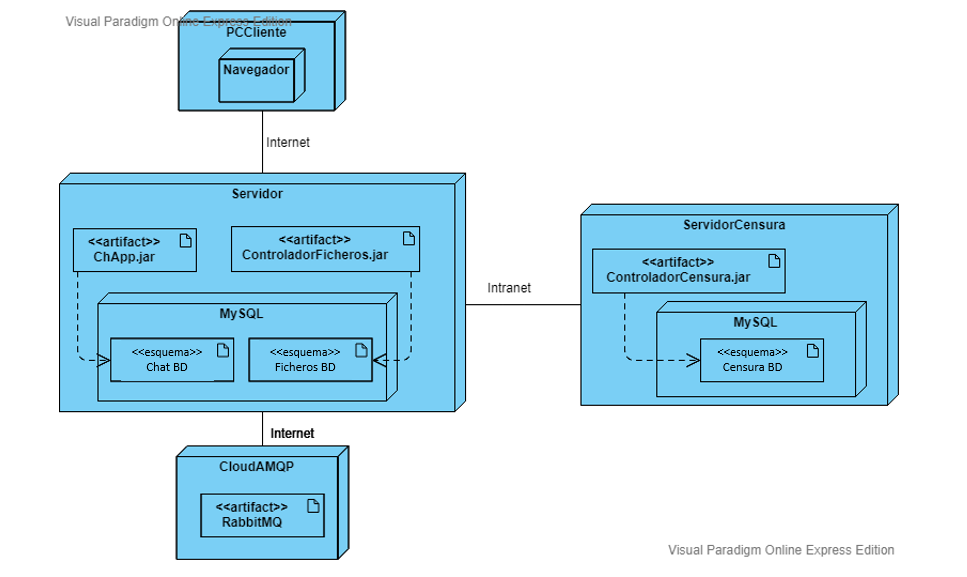 Visual Paradigm Online Express Edition
PCCliente
Navegador
Internet
Servidor
<<artifact>>
ChApp.jar
<<artifact>>
ControladorFicheros.jar
MySQL
<<esquema>>
Chat BD
<<esquema>>
Ficheros BD
Intranet
ServidorCensura
<<artifact>>
ControladorCensura.jar
MySQL
<<esquema>>
Censura BD
Internet
CloudAMQP
<<artifact>>
RabbitMQ
Visual Paradigm Online Express Edition